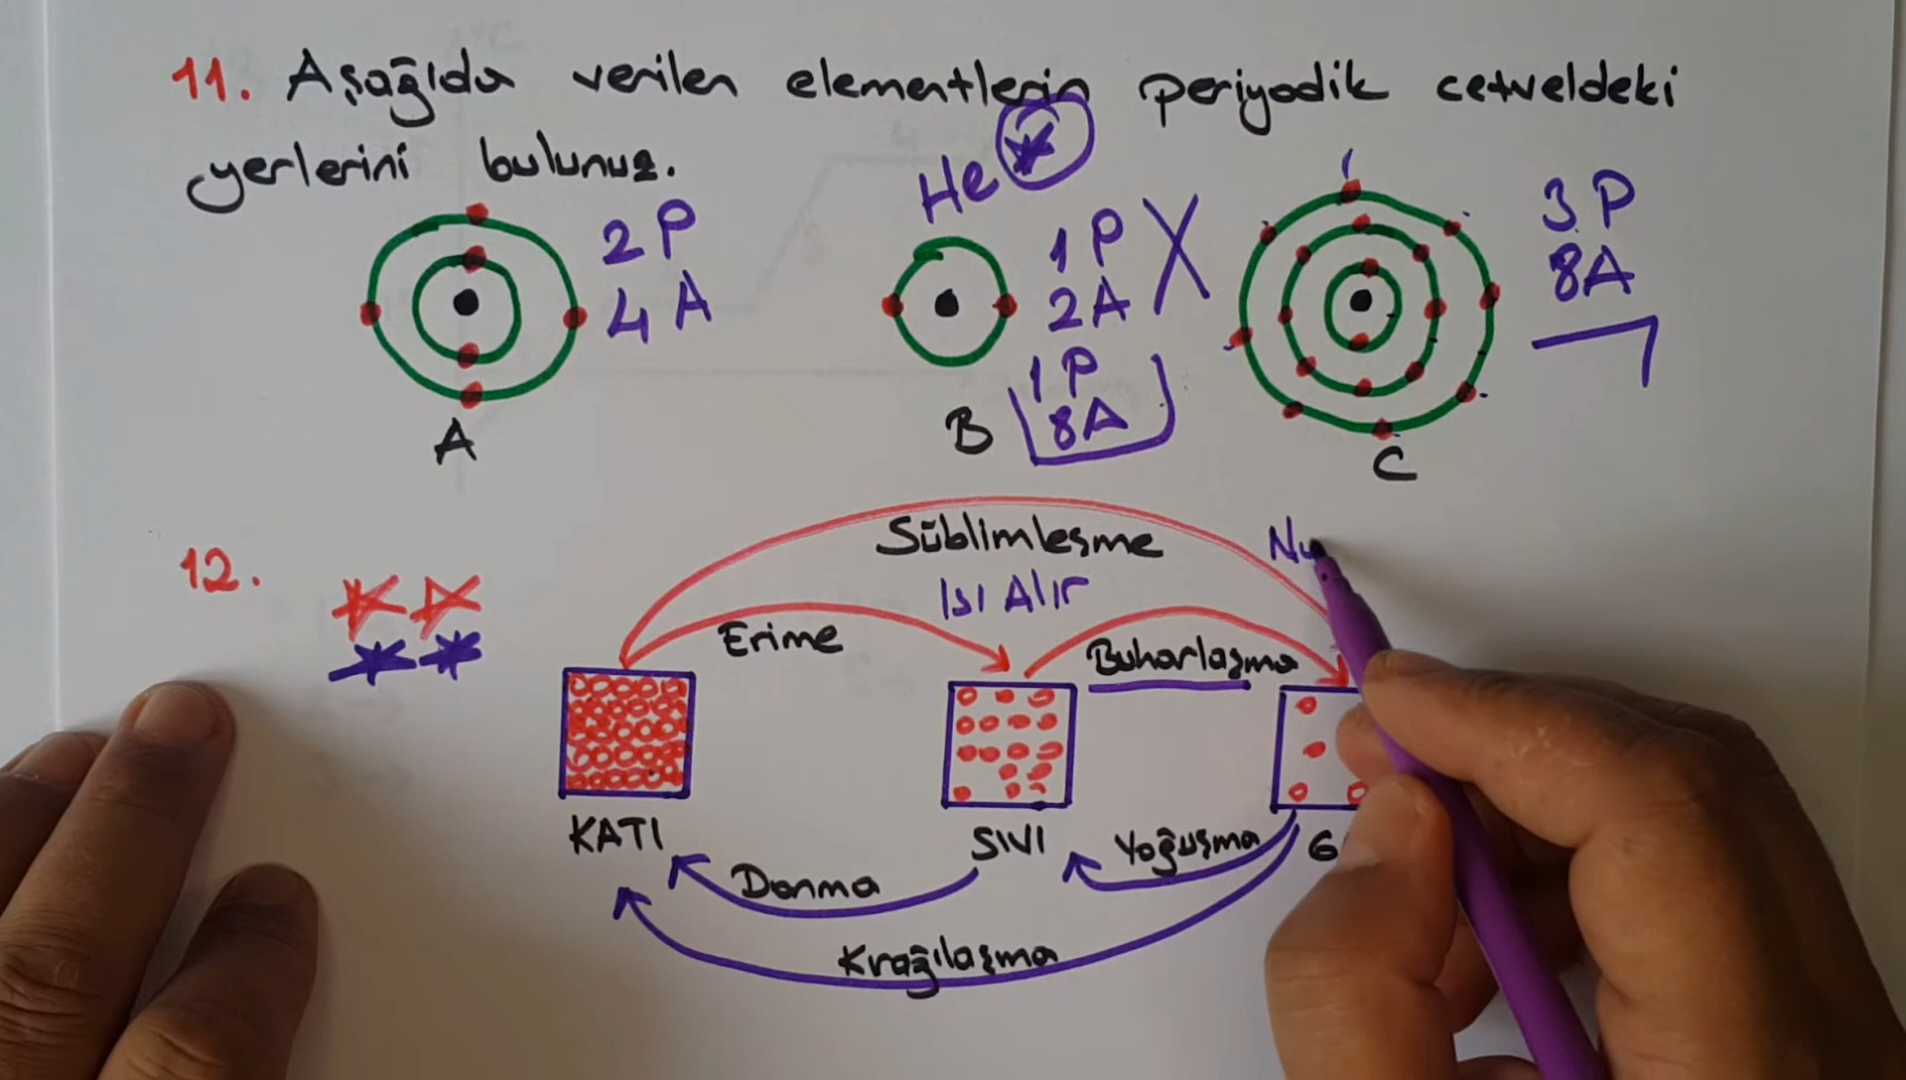 11. Aşağıda verilen elementlerin periyodik cetveldeki
yerlerini bulunuz.
2P
4A
A
He
1P
2A
1P
8A
B
3P
8A
C
12.
Süblimleşme
Isı Alır
Erime
Buharlaşma
KATI
SIVI
Yoğuşma
Donma
Kırağılaşma